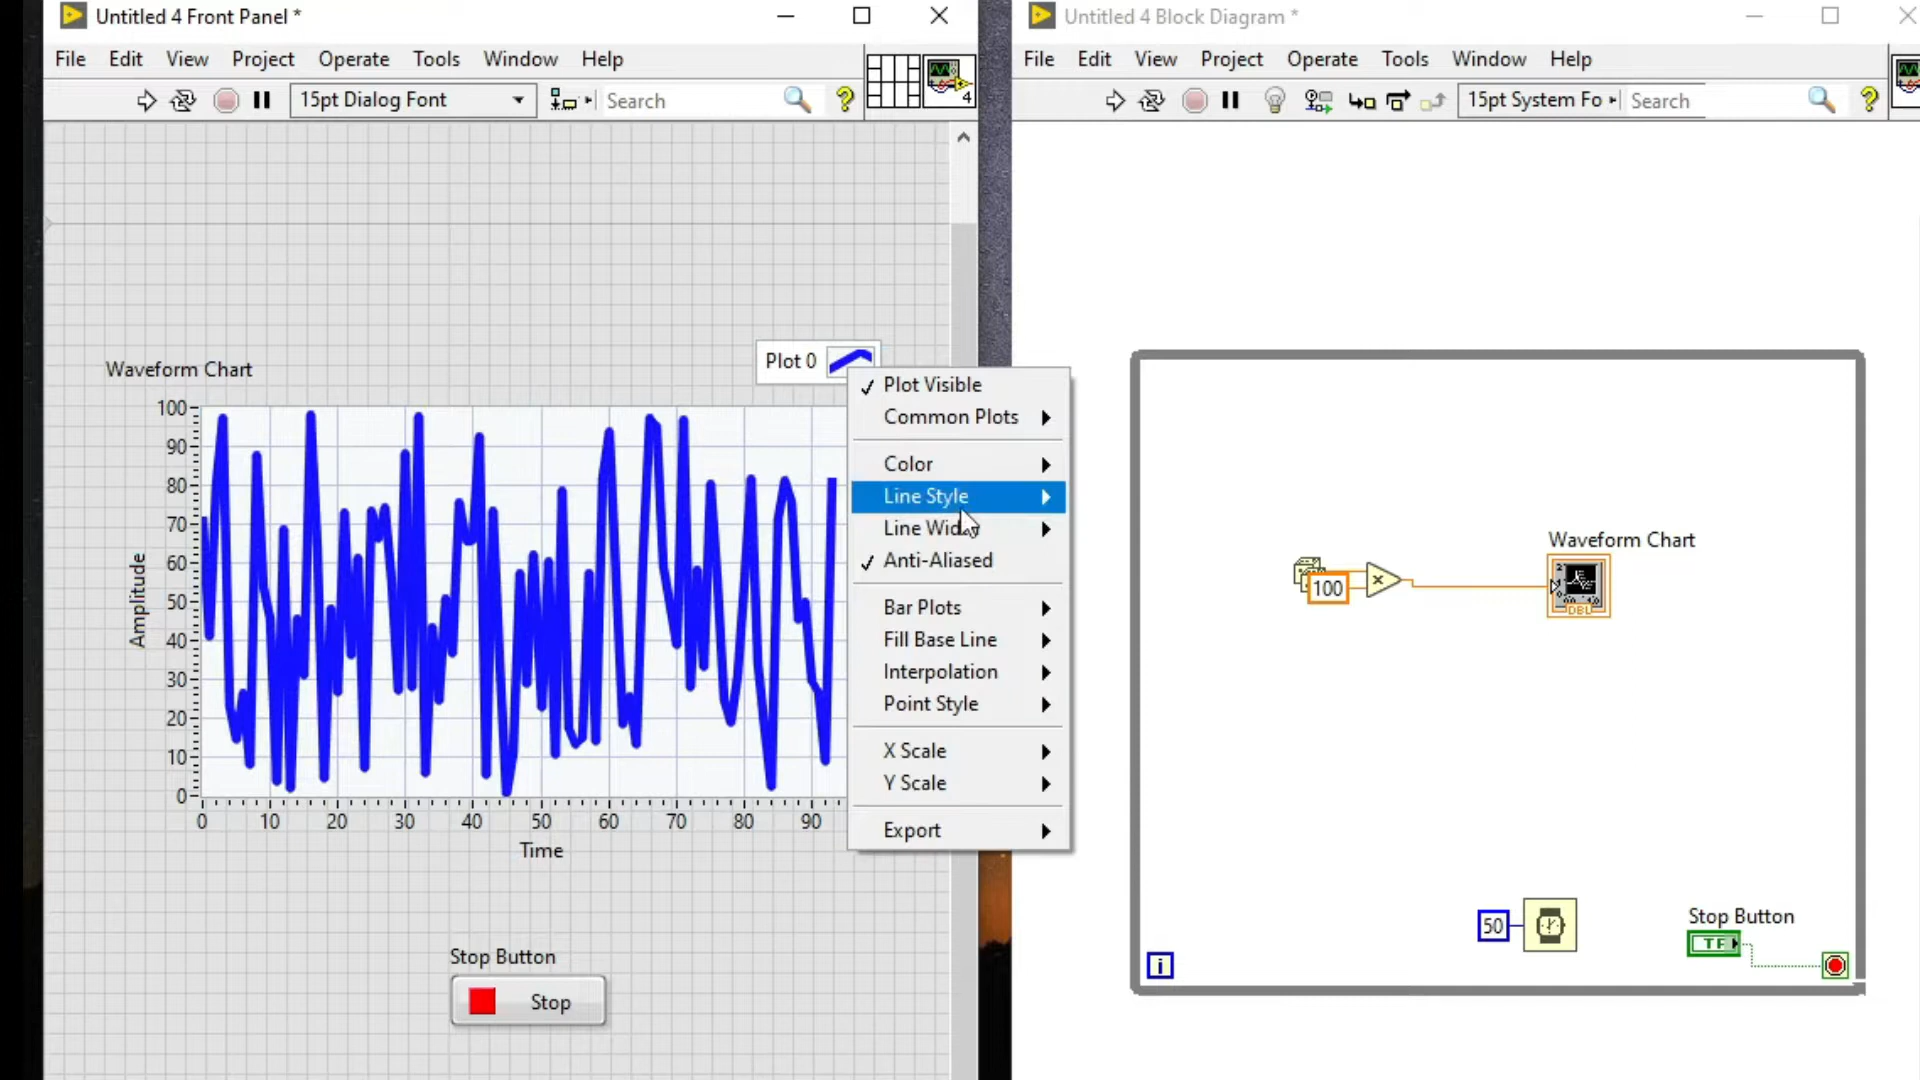 Untitled 4 Front Panel *
File Edit View Project Operate Tools Window Help
15pt Dialog Font
Search
?
4
Waveform Chart
Plot 0
Amplitude
100
90
80
70
60
50
40
30
20
10
0
0 10 20 30 40 50 60 70 80 90
Time
Stop Button
Stop
Plot Visible
Common Plots
Color
Line Style
Line Wid
Anti-Aliased
Bar Plots
Fill Base Line
Interpolation
Point Style
X Scale
Y Scale
Export
Untitled 4 Block Diagram *
File Edit View Project Operate Tools Window Help
15pt System Fo
Search
?
Waveform Chart
100
×
DBL
50
Stop Button
TF
i